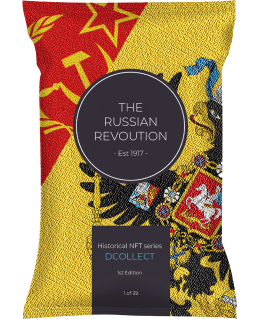 THE
RUSSIAN
REVOUTION
- Est 1917 -
Historical NFT series
DCOLLECT
1st Edition
1 of 39